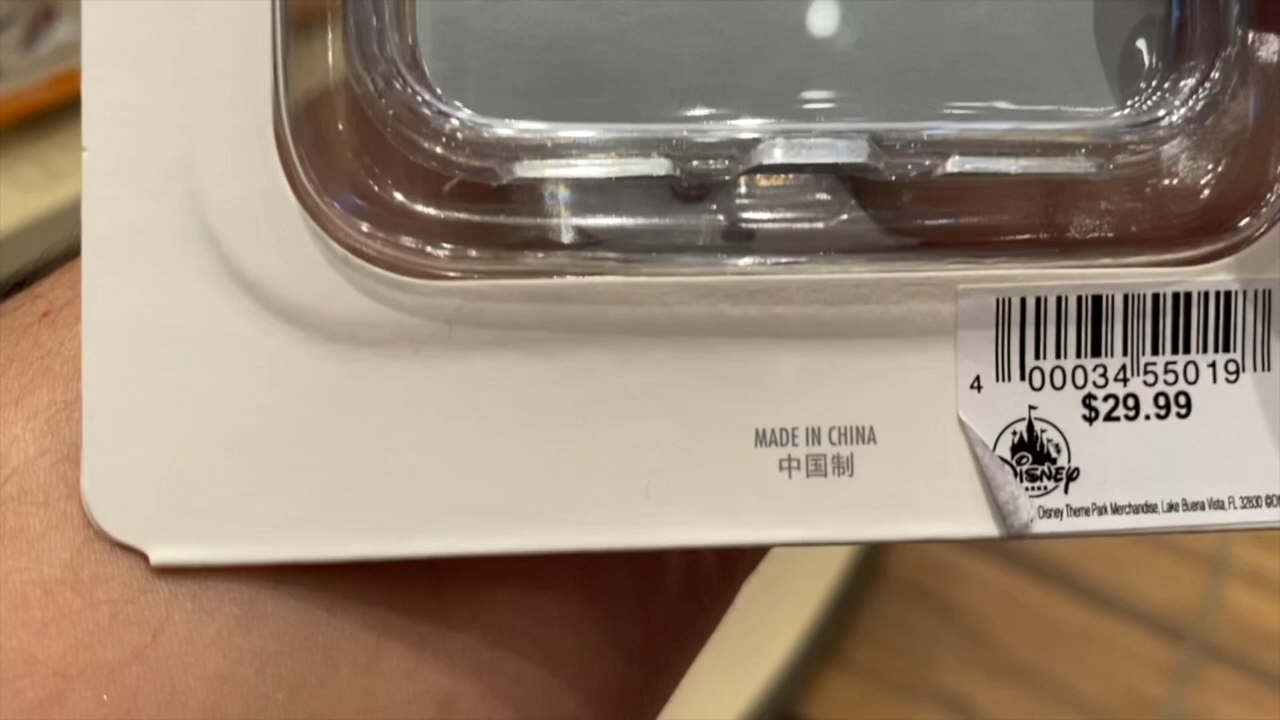 MADE IN CHINA
中国制
4 00034 55019
$29.99
Disney
PARKS
Disney Theme Park Merchandise, Lake Buena Vista, FL 32830 ©